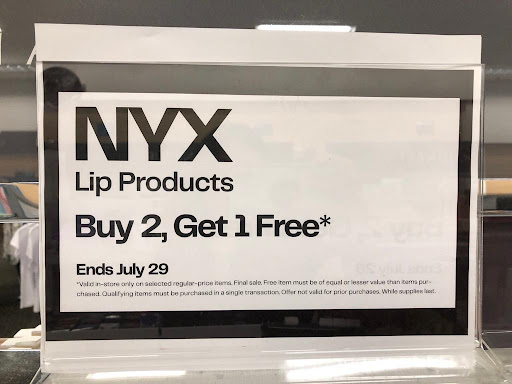 NYX
Lip Products
Buy 2, Get 1 Free*
Ends July 29
*Valid in-store only on selected regular-price items. Final sale. Free item must be of equal or lesser value than items pur-
chased. Qualifying items must be purchased in a single transaction. Offer not valid for prior purchases. While supplies last.